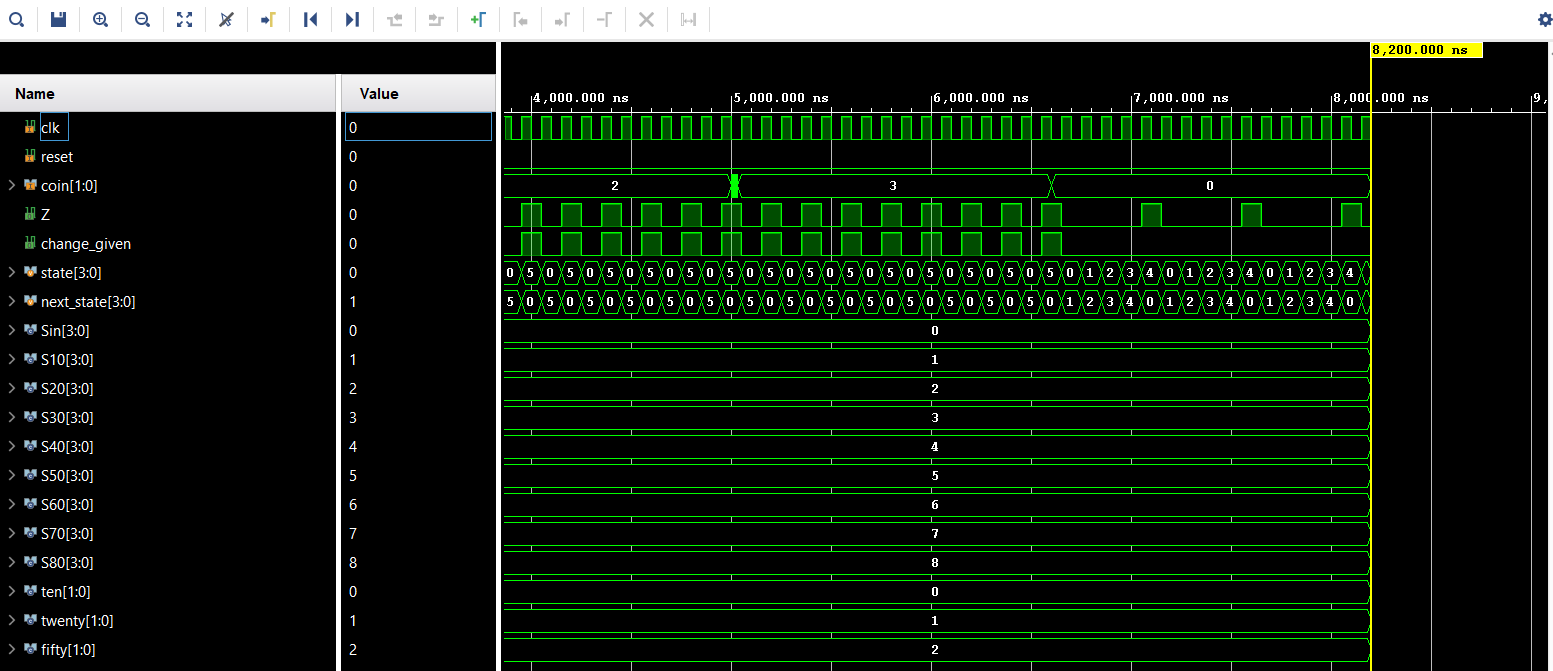 8,200.000 ns
Name Value
4,000.000 ns 5,000.000 ns 6,000.000 ns 7,000.000 ns 8,000.000 ns 9,
clk 0
reset 0
coin[1:0] 0 2 3 0
Z 0
change_given 0
state[3:0] 0 0 5 0 5 0 5 0 5 0 5 0 5 0 5 0 5 0 5 0 5 0 5 0 5 0 5 0 5 0 1 2 3 4 0 1 2 3 4 0 1 2 3 4
next_state[3:0] 1 5 0 5 0 5 0 5 0 5 0 5 0 5 0 5 0 5 0 5 0 5 0 5 0 5 0 5 0 1 2 3 4 0 1 2 3 4 0 1 2 3 4 0
Sin[3:0] 0 0
S10[3:0] 1 1
S20[3:0] 2 2
S30[3:0] 3 3
S40[3:0] 4 4
S50[3:0] 5 5
S60[3:0] 6 6
S70[3:0] 7 7
S80[3:0] 8 8
ten[1:0] 0 0
twenty[1:0] 1 1
fifty[1:0] 2 2